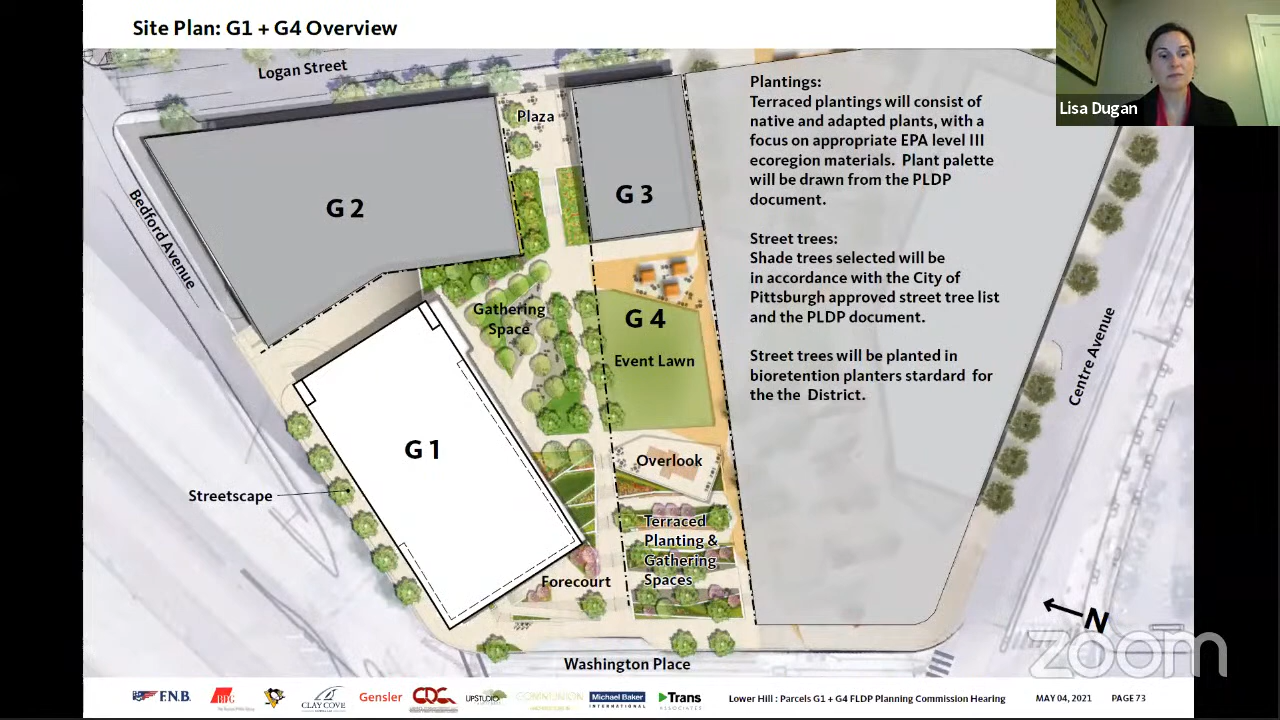 Site Plan: G1 + G4 Overview
Lisa Dugan
Logan Street
Bedford Avenue
Plaza
G 2
G 3
Gathering
Space
G 4
Event Lawn
G 1
Streetscape
Overlook
Terraced
Planting &
Gathering
Spaces
Forecourt
Washington Place
Centre Avenue
Plantings:
Terraced plantings will consist of
native and adapted plants, with a
focus on appropriate EPA level III
ecoregion materials. Plant palette
will be drawn from the PLDP
document.
Street trees:
Shade trees selected will be
in accordance with the City of
Pittsburgh approved street tree list
and the PLDP document.
Street trees will be planted in
bioretention planters stardard for
the the District.
N
zoom
F.N.B.
BPG
CLAY COVE
Gensler
CDC
UPSTUDIO
Michael Baker
INTERNATIONAL
Trans
ASSOCIATES
Lower Hill : Parcels G1 + G4 FLDP-Planning Commission Hearing
MAY 04, 2021
PAGE 73